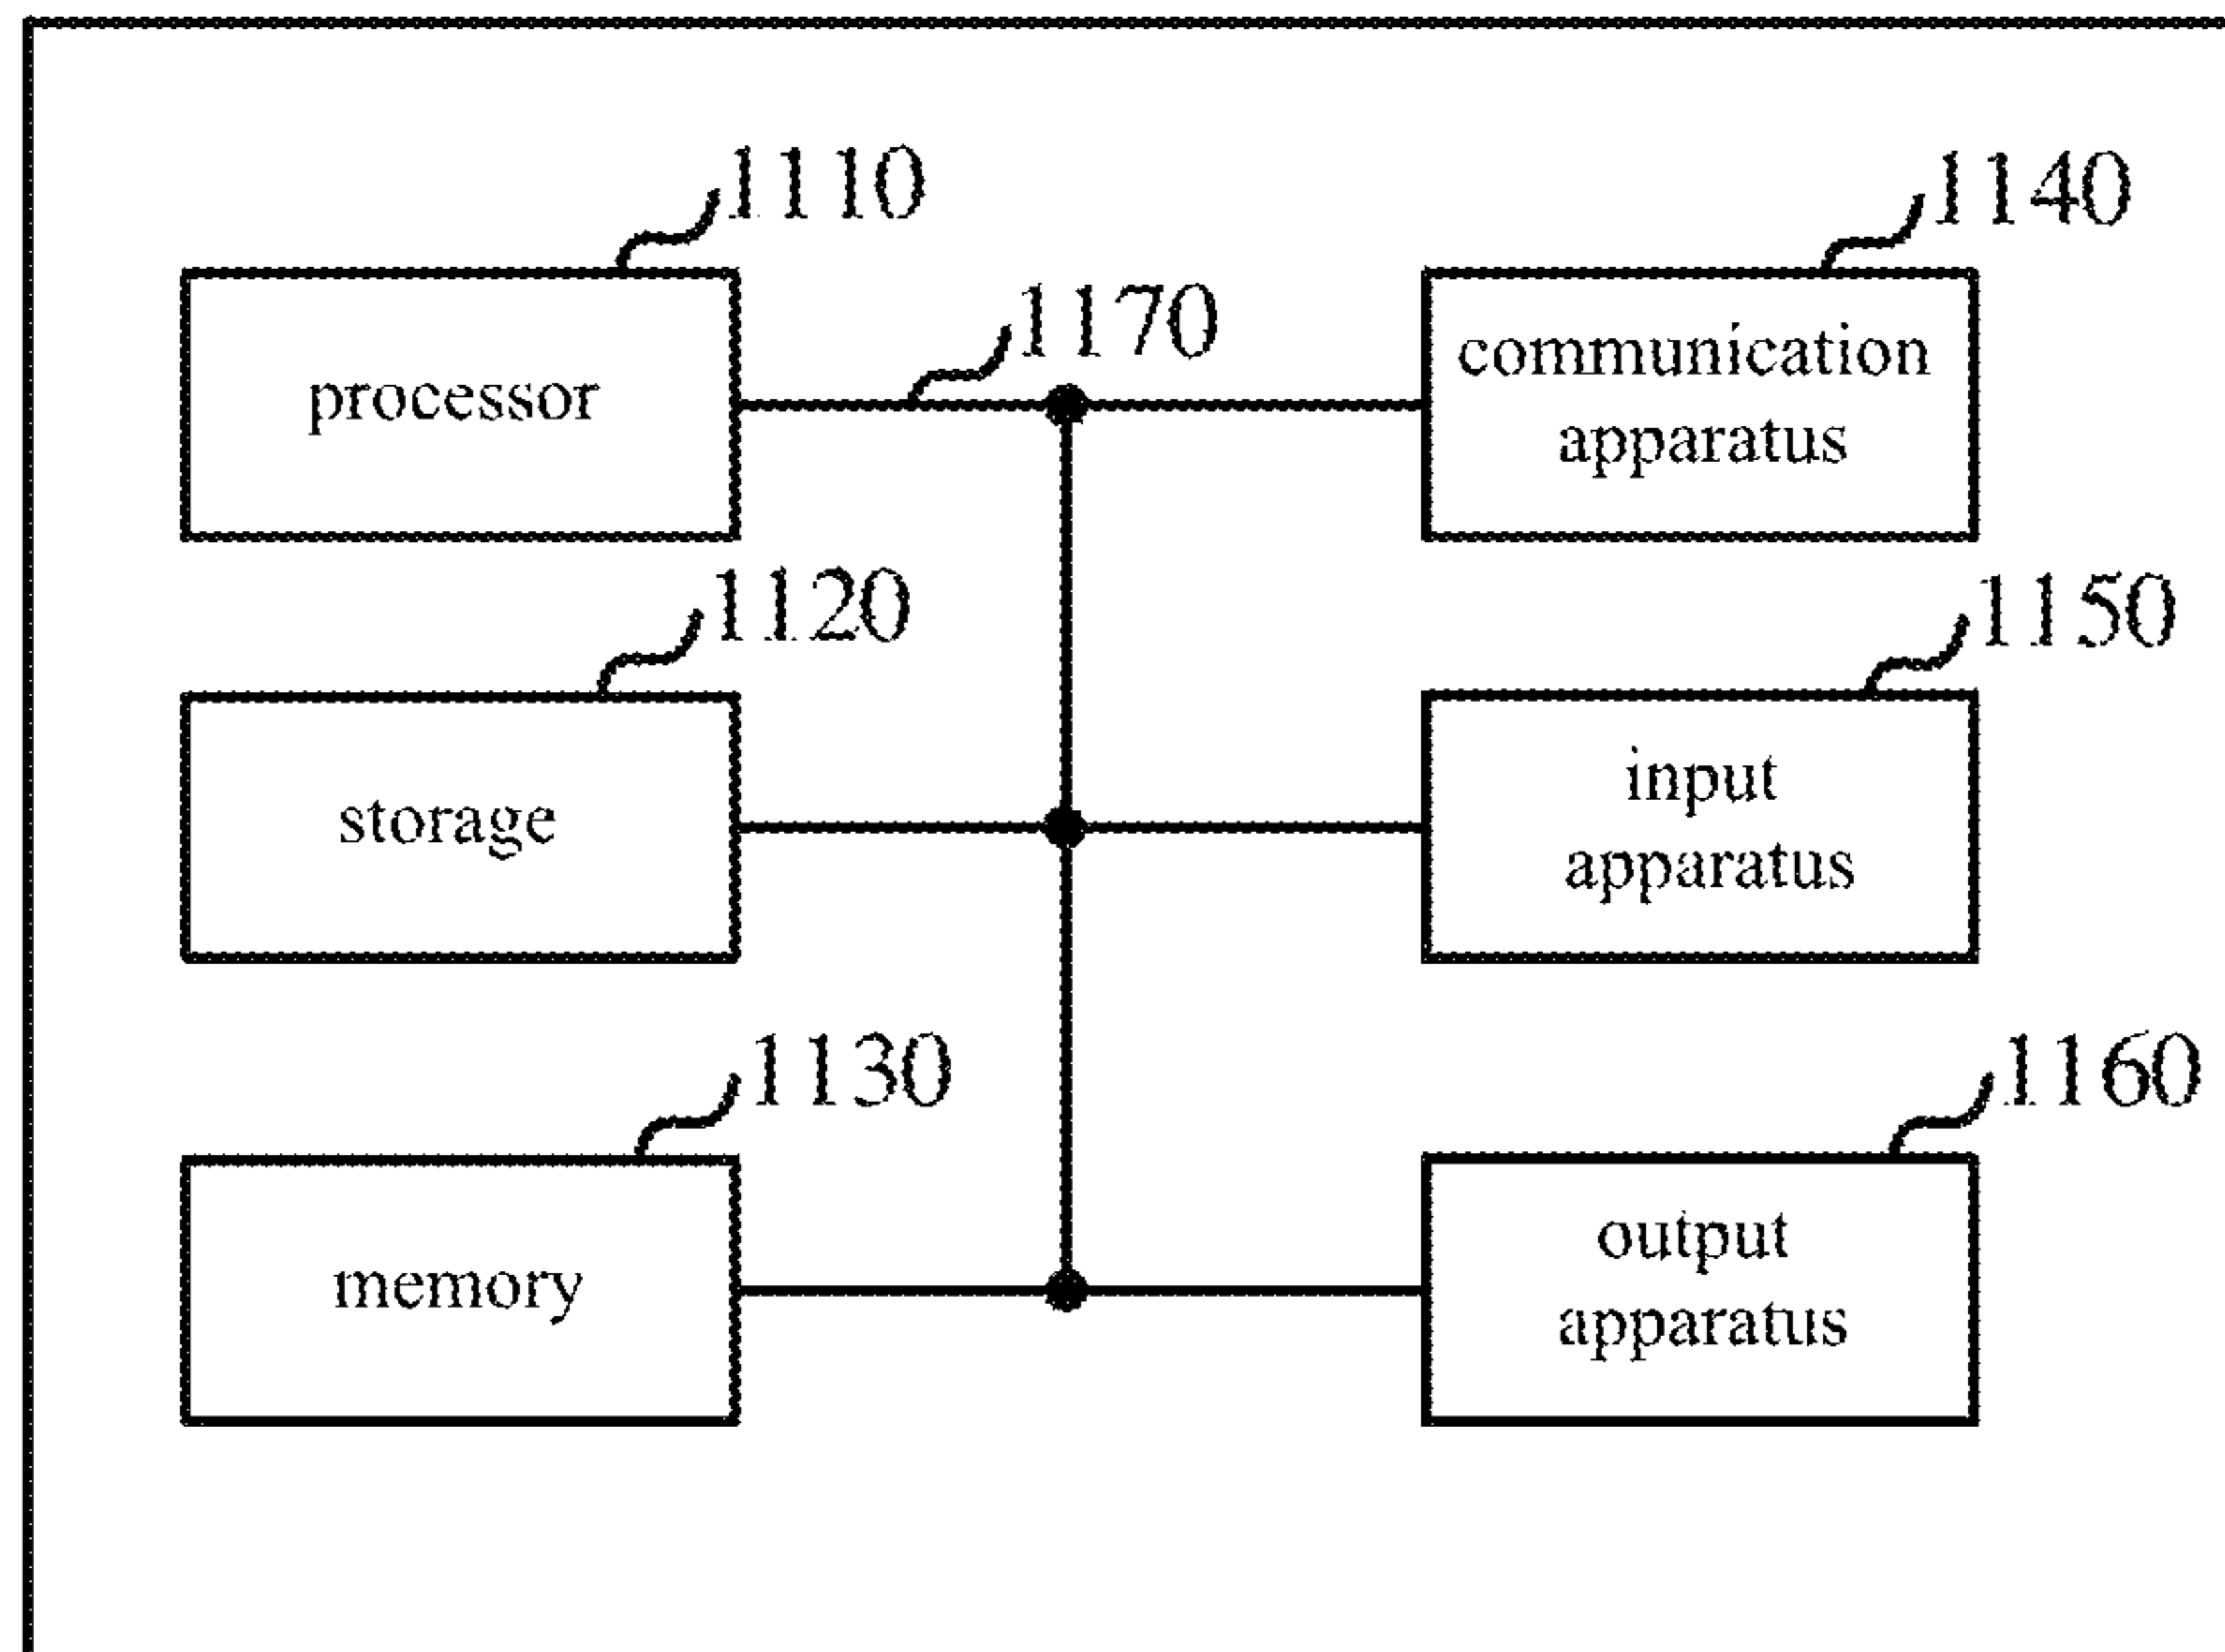 1110
1140
1170
processor
communication
apparatus
1120
1150
storage
input
apparatus
1130
1160
memory
output
apparatus